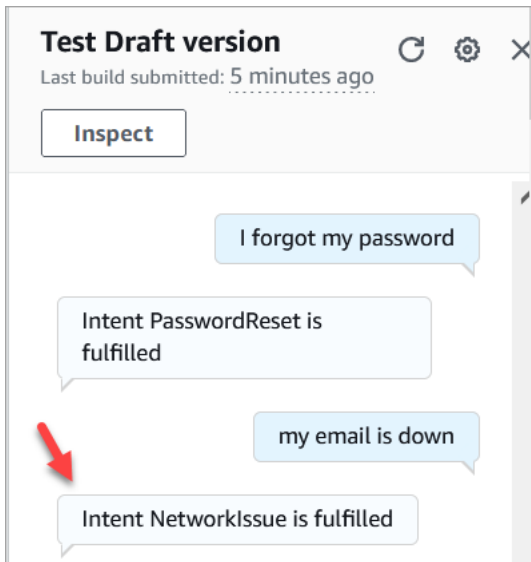 Test Draft version
Last build submitted: 5 minutes ago
Inspect
I forgot my password
Intent PasswordReset is
fulfilled
my email is down
Intent NetworkIssue is fulfilled